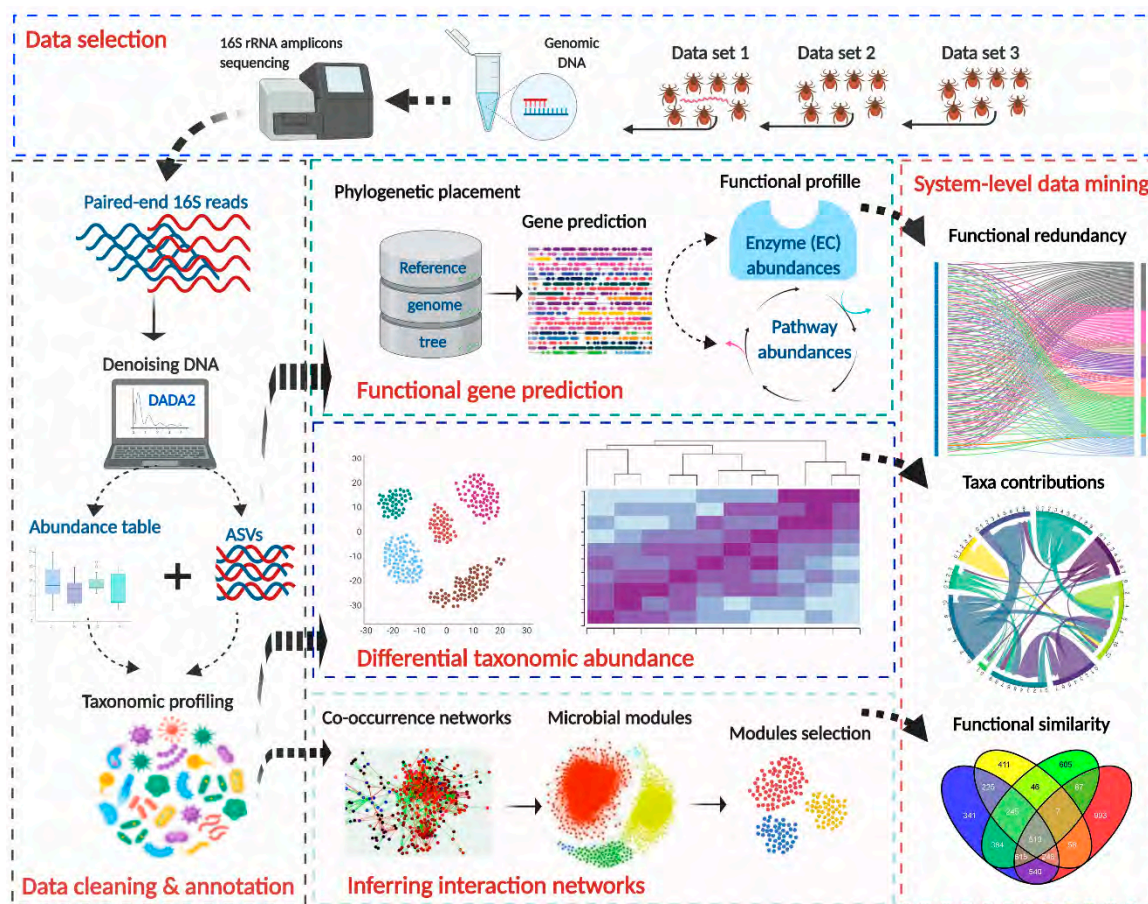 Data selection
16S rRNA amplicons
sequencing
Genomic
DNA
Data set 1
Data set 2
Data set 3
Paired-end 16S reads
Denoising DNA
DADA2
Abundance table
ASVs
+
Taxonomic profiling
Data cleaning & annotation
Phylogenetic placement
Reference
genome
tree
Gene prediction
Functional profille
Enzyme (EC)
abundances
Pathway
abundances
Functional gene prediction
30
20
10
0
-10
-20
-30
-30
-20
-10
0
10
20
30
Differential taxonomic abundance
Co-occurrence networks
Microbial modules
Modules selection
Inferring interaction networks
System-level data mining
Functional redundancy
Taxa contributions
Functional similarity
411
605
46
67
341
245
7
384
513
58
540